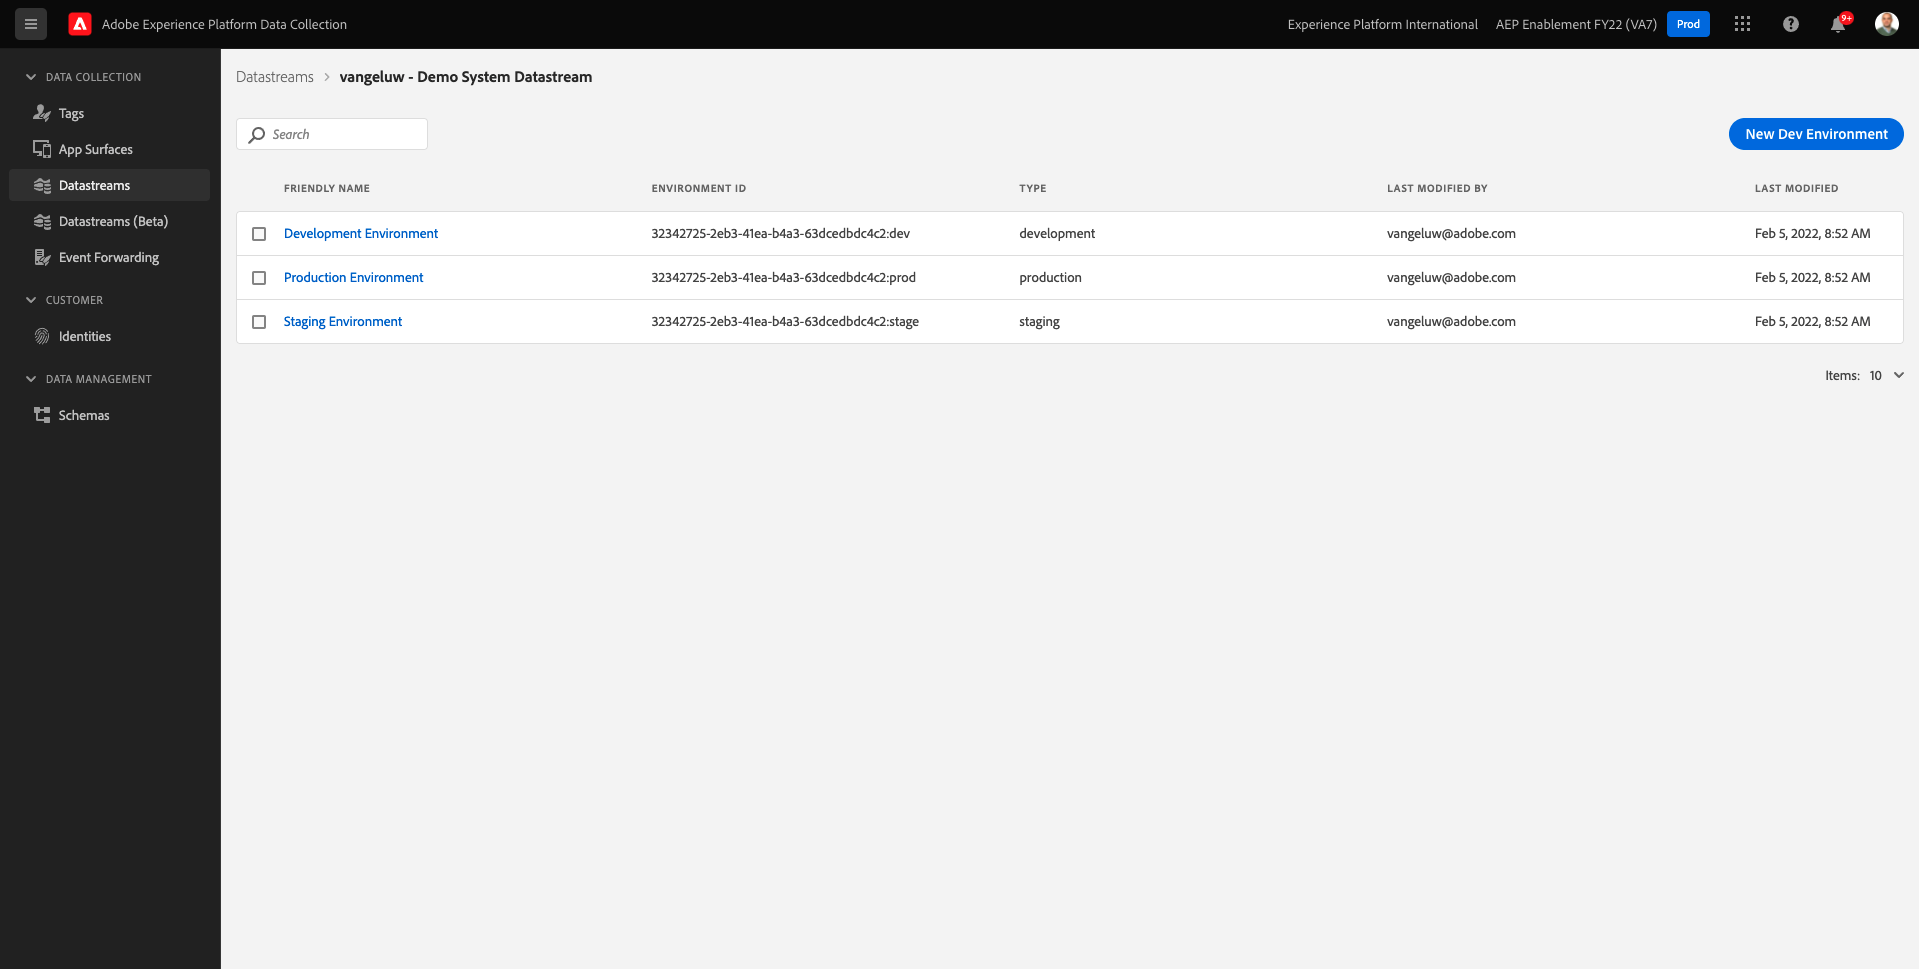 Adobe Experience Platform Data Collection
Experience Platform International
AEP Enablement FY22 (VA7)
Prod
9+
DATA COLLECTION
Tags
App Surfaces
Datastreams
Datastreams (Beta)
Event Forwarding
CUSTOMER
Identities
DATA MANAGEMENT
Schemas
Datastreams > vangeluw - Demo System Datastream
Search
New Dev Environment
FRIENDLY NAME ENVIRONMENT ID TYPE LAST MODIFIED BY LAST MODIFIED
Development Environment 32342725-2eb3-41ea-b4a3-63dcedbdc4c2:dev development vangeluw@adobe.com Feb 5, 2022, 8:52 AM
Production Environment 32342725-2eb3-41ea-b4a3-63dcedbdc4c2:prod production vangeluw@adobe.com Feb 5, 2022, 8:52 AM
Staging Environment 32342725-2eb3-41ea-b4a3-63dcedbdc4c2:stage staging vangeluw@adobe.com Feb 5, 2022, 8:52 AM
Items: 10